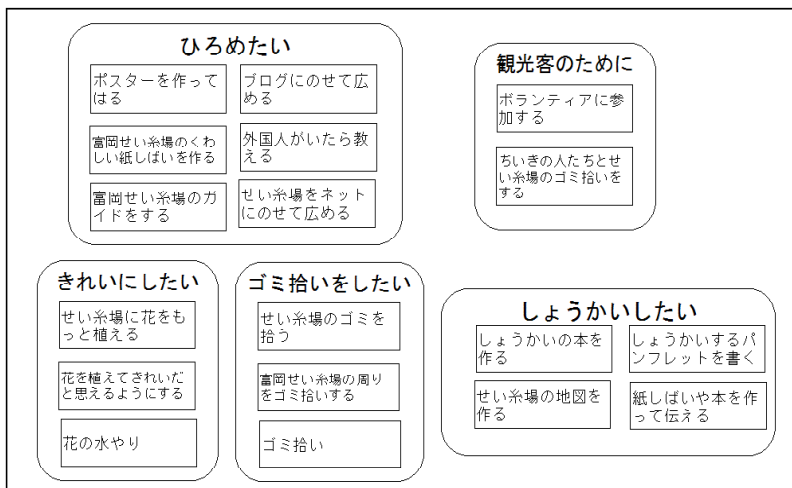 ひろめたい
ポスターを作って
はる
ブログにのせて広
める
富岡せい糸場のくわ
しい紙しばいを作る
外国人がいたら教
える
富岡せい糸場のガ
イドをする
せい糸場をネット
にのせて広める
観光客のために
ボランティアに参
加する
ちいきの人たちとせ
い糸場のゴミ拾いを
する
きれいにしたい
せい糸場に花をも
っと植える
花を植えてきれいだ
と思えるようにする
花の水やり
ゴミ拾いをしたい
せい糸場のゴミを
拾う
富岡せい糸場の周り
をゴミ拾いする
ゴミ拾い
しょうかいしたい
しょうかいの本を
作る
しょうかいするパ
ンフレットを書く
せい糸場の地図を
作る
紙しばいや本を作
って伝える